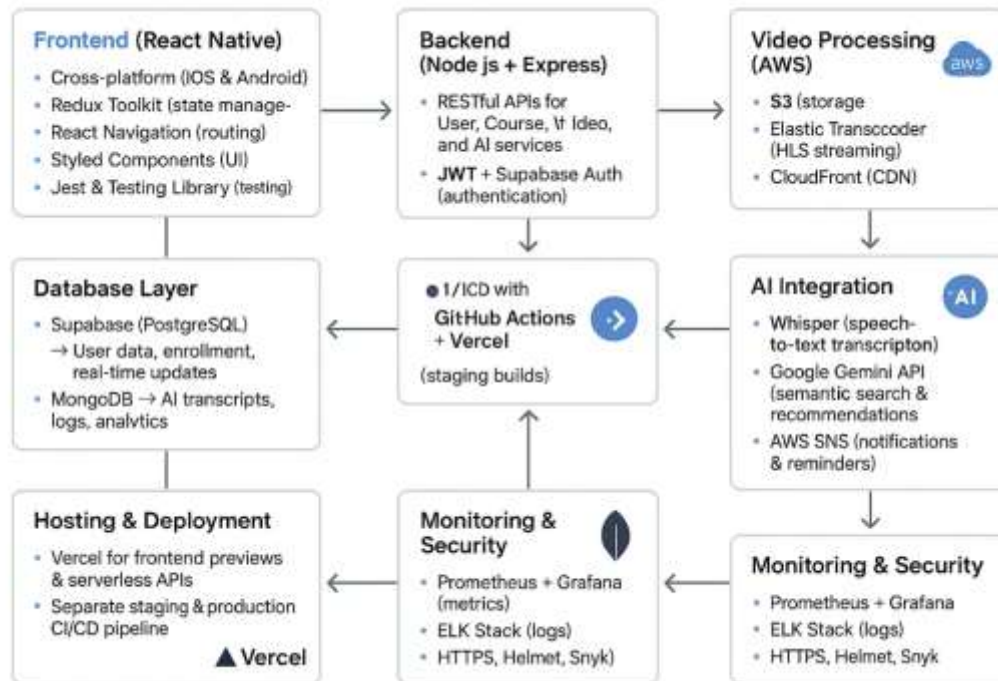 Frontend (React Native)
• Cross-platform (IOS & Android)
• Redux Toolkit (state manage-
• React Navigation (routing)
• Styled Components (UI)
• Jest & Testing Library (testing)
Backend
(Node js + Express)
• RESTful APIs for
User, Course, \f Ideo,
and AI services
• JWT + Supabase Auth
(authentication)
Video Processing
(AWS)
aws
• S3 (storage
• Elastic Transccoder
(HLS streaming)
• CloudFront (CDN)
Database Layer
• Supabase (PostgreSQL)
→ User data, enrollment,
real-time updates
• MongoDB → AI transcripts,
logs, analvtics
● 1/ICD with
GitHub Actions
+ Vercel
(staging builds)
AI Integration
AI
• Whisper (speech-
to-text transcripton)
• Google Gemini API
(semantic search &
recommendations
• AWS SNS (notifications
& reminders)
Hosting & Deployment
• Vercel for frontend previews
& serverless APIs
• Separate staging & production
CI/CD pipeline
▲ Vercel
Monitoring &
Security
• Prometheus + Grafana
(metrics)
• ELK Stack (logs)
• HTTPS, Helmet, Snyk)
Monitoring & Security
• Prometheus + Grafana
• ELK Stack (logs)
• HTTPS, Helmet, Snyk